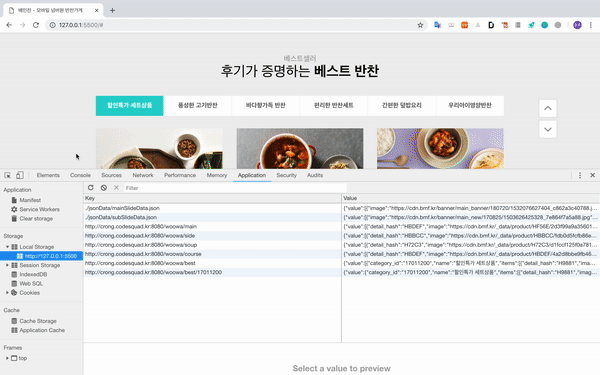 배민찬 - 모바일 넘버원 반찬가게
127.0.0.1:5500/#
베스트셀러
후기가 증명하는 베스트 반찬
할인특가 세트상품 풍성한 고기반찬 바다향가득 반찬 편리한 반찬세트 간편한 덮밥요리 우리아이영양반찬
Elements Console Sources Network Performance Memory Application Security Audits
Application
Manifest
Service Workers
Clear storage
Storage
Local Storage
http://127.0.0.1:5500
Session Storage
IndexedDB
Web SQL
Cookies
Cache
Cache Storage
Application Cache
Frames
top
Filter
Key Value
./jsonData/mainSlideData.json {"value":[{"image":"https://cdn.bmf.kr/banner/main_banner/180720/1532076627404_c862a3c40788.j...
./jsonData/subSlideData.json {"value":[{"image":"https://cdn.bmf.kr/banner/main_new/170825/1503626425328_7e864f7a5a88.jpg"...
http://crong.codesquad.kr:8080/woowa/main {"value":[{"detail_hash":"HBDEF","image":"https://cdn.bmf.kr/_data/product/HF56E/2d3f99a9a35601...
http://crong.codesquad.kr:8080/woowa/side {"value":[{"detail_hash":"HBBCC","image":"https://cdn.bmf.kr/_data/product/HBBCC/fdb0d5fcfb86e...
http://crong.codesquad.kr:8080/woowa/soup {"value":[{"detail_hash":"H72C3","image":"https://cdn.bmf.kr/_data/product/H72C3/d1fccf125f0a781...
http://crong.codesquad.kr:8080/woowa/course {"value":[{"detail_hash":"HBDEF","image":"https://cdn.bmf.kr/_data/product/HBDEF/4a2d8bbe9fb46...
http://crong.codesquad.kr:8080/woowa/best {"value":[{"category_id":"17011200","name":"할인특가 세트상품","items":[{"detail_hash":"H9881","imag...
http://crong.codesquad.kr:8080/woowa/best/17011200 {"value":{"category_id":"17011200","name":"할인특가 세트상품","items":[{"detail_hash":"H9881","image...
Select a value to preview